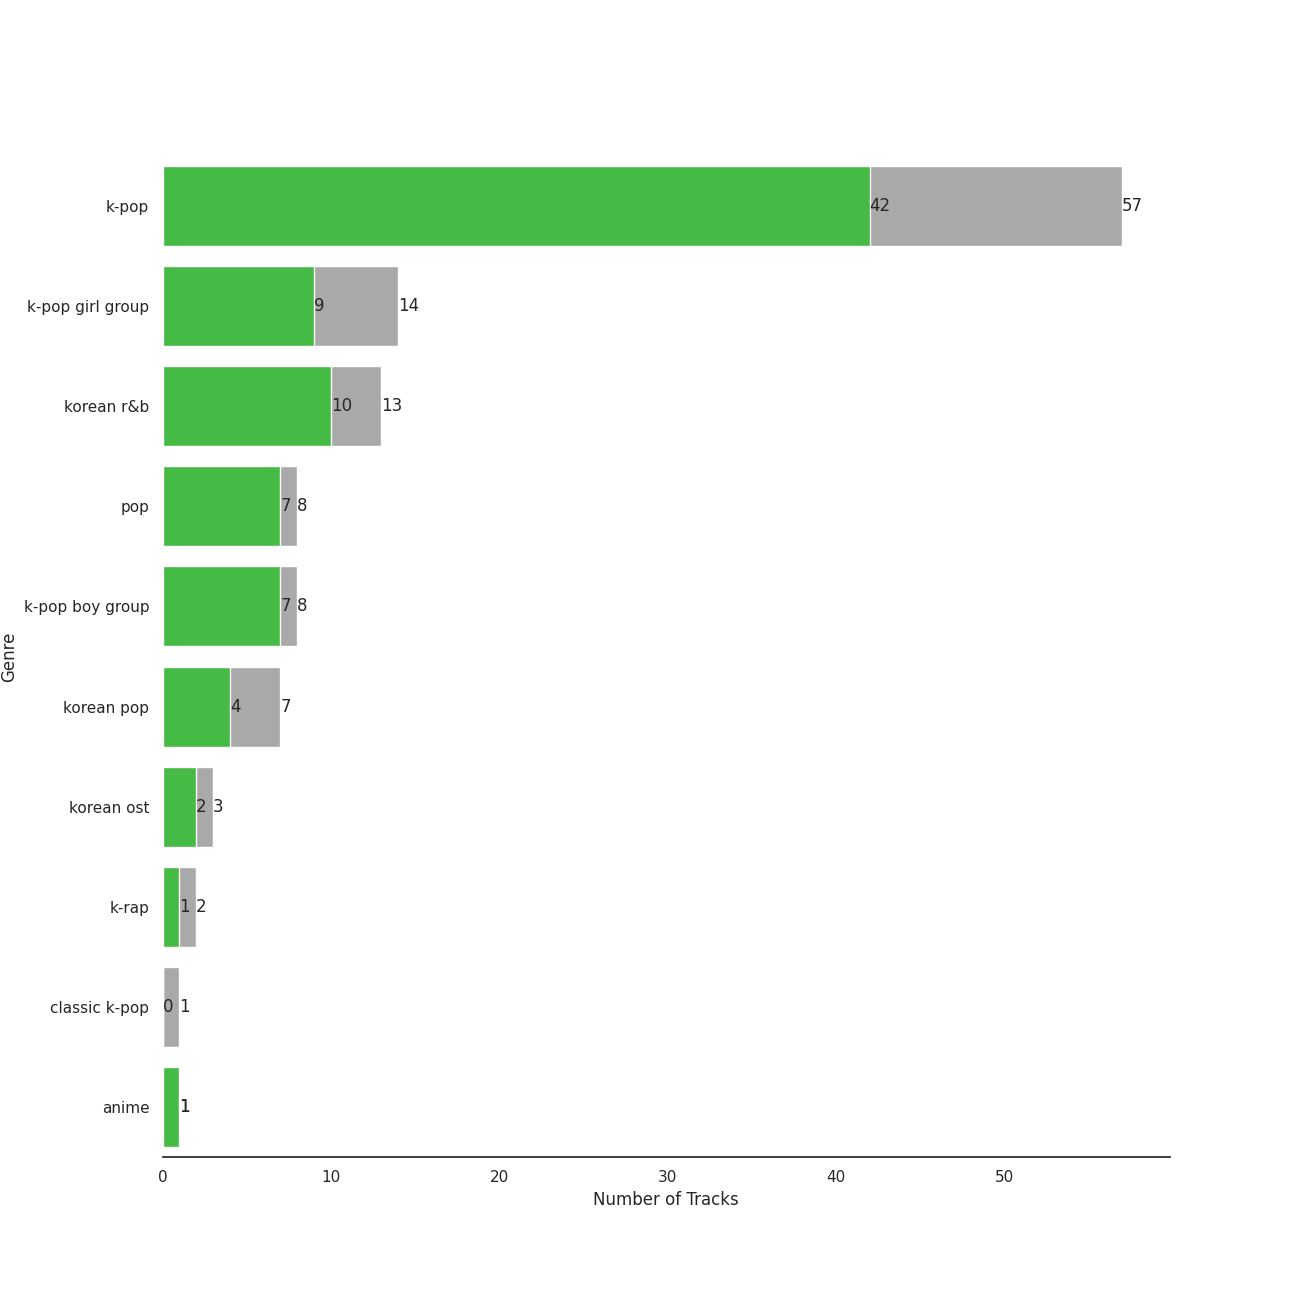 k-pop 42 57
k-pop girl group 9 14
korean r&b 10 13
pop 7 8
k-pop boy group 7 8
Genre
korean pop 4 7
korean ost 2 3
k-rap 1 2
classic k-pop 0 1
anime 1
0 10 20 30 40 50
Number of Tracks